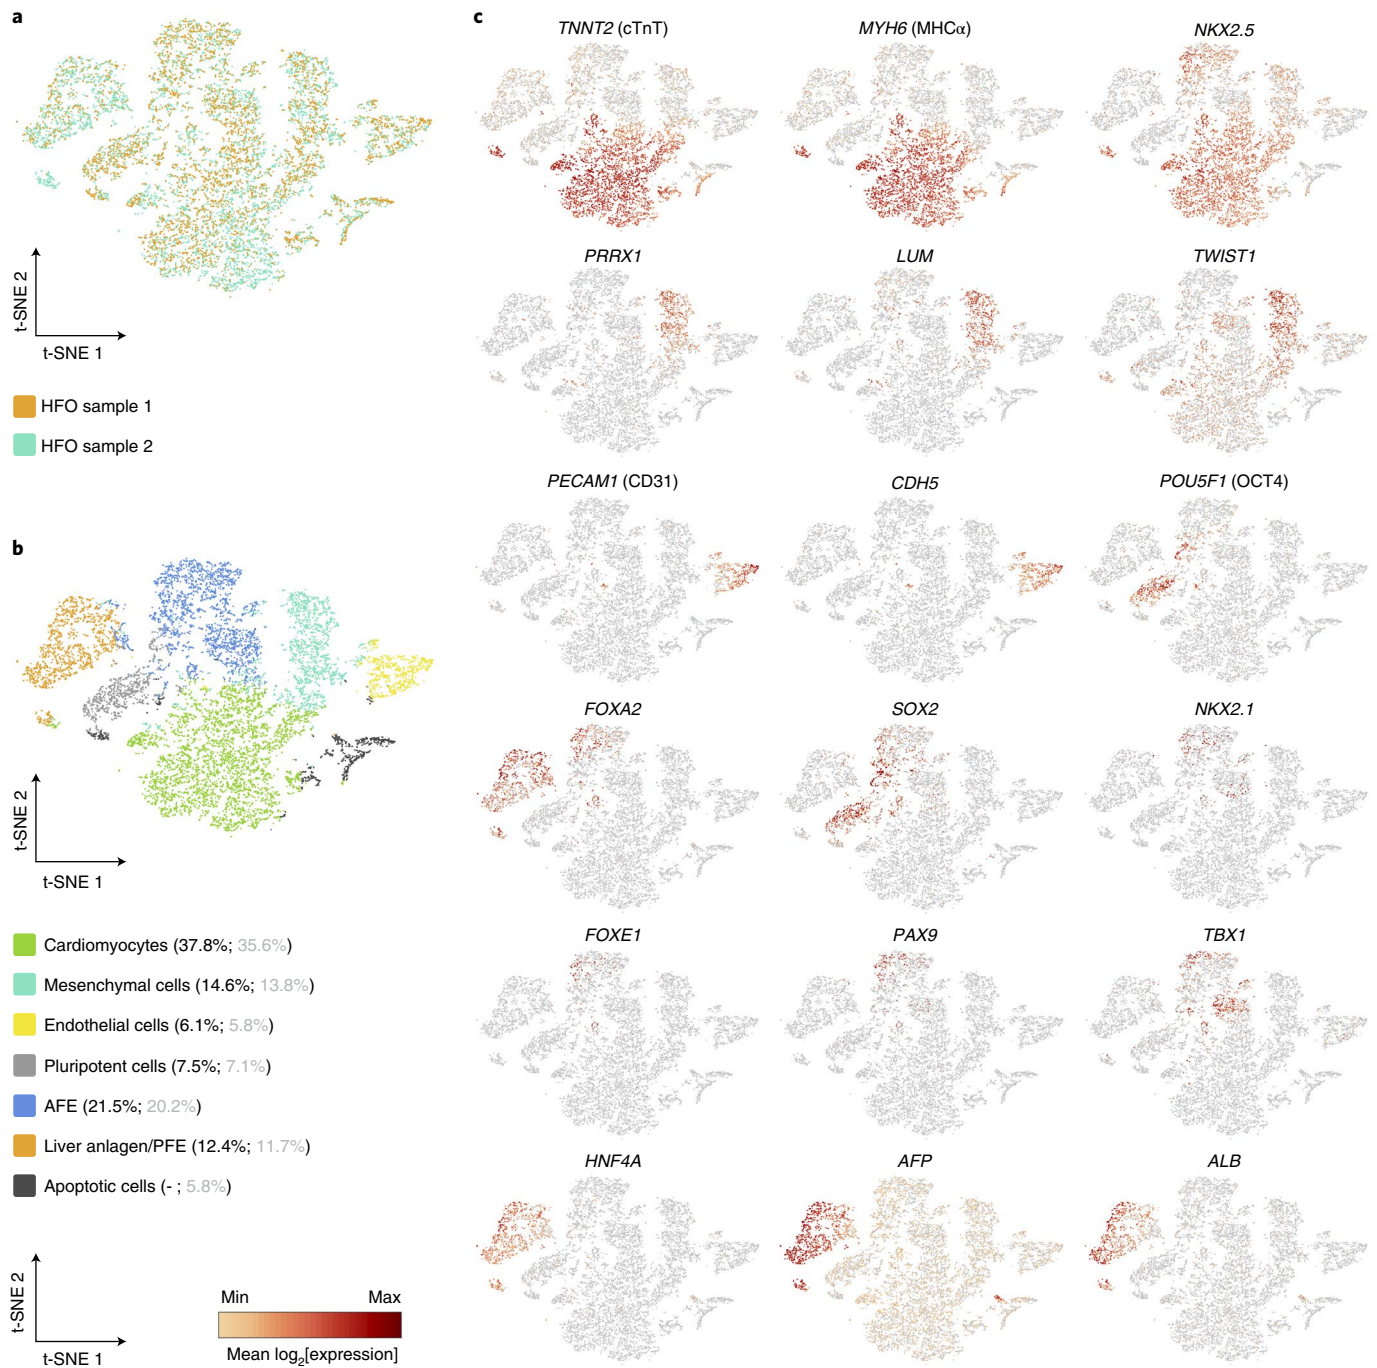 a
t-SNE 2
t-SNE 1
HFO sample 1
HFO sample 2
b
t-SNE 2
t-SNE 1
Cardiomyocytes (37.8%; 35.6%)
Mesenchymal cells (14.6%; 13.8%)
Endothelial cells (6.1%; 5.8%)
Pluripotent cells (7.5%; 7.1%)
AFE (21.5%; 20.2%)
Liver anlagen/PFE (12.4%; 11.7%)
Apoptotic cells (- ; 5.8%)
t-SNE 2
t-SNE 1
Min Max
Mean log2[expression]
c
TNNT2 (cTnT) MYH6 (MHCα) NKX2.5
PRRX1 LUM TWIST1
PECAM1 (CD31) CDH5 POU5F1 (OCT4)
FOXA2 SOX2 NKX2.1
FOXE1 PAX9 TBX1
HNF4A AFP ALB